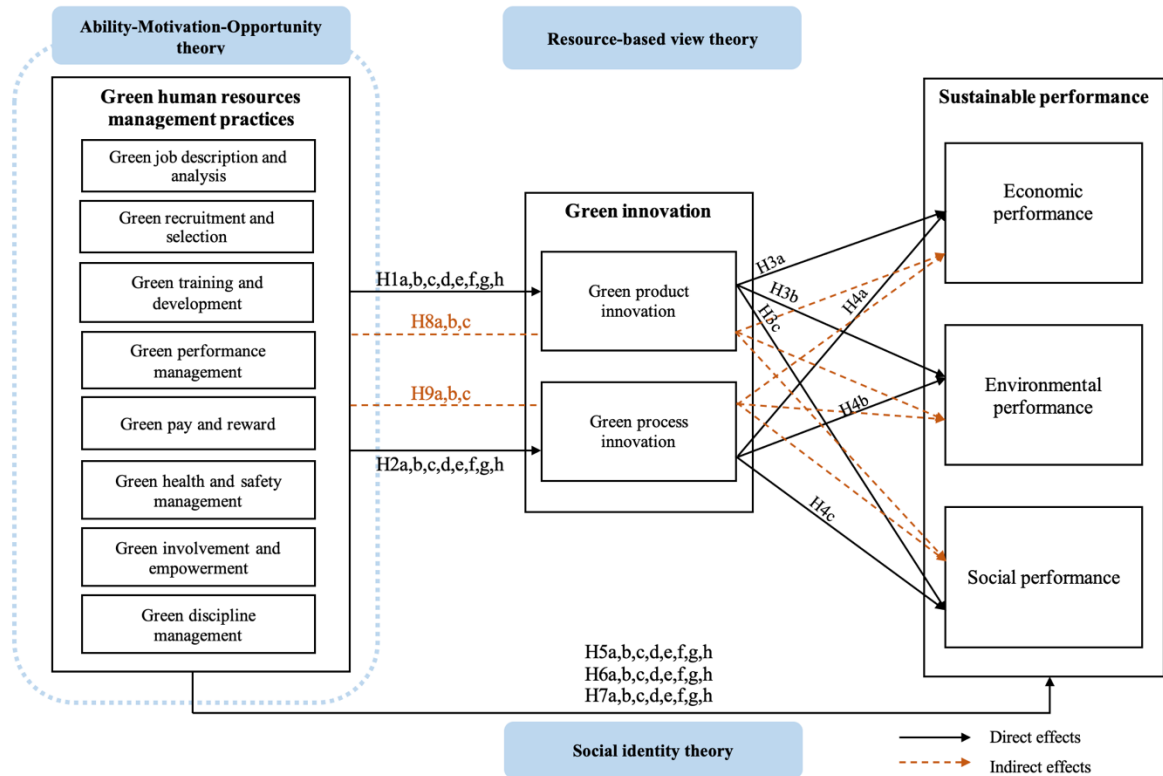 Ability-Motivation-Opportunity
theory
Resource-based view theory
Green human resources
management practices
Green job description and
analysis
Green recruitment and
selection
Green training and
development
Green performance
management
Green pay and reward
Green health and safety
management
Green involvement and
empowerment
Green discipline
management
H1a,b,c,d,e,f,g,h
H8a,b,c
H9a,b,c
H2a,b,c,d,e,f,g,h
Green innovation
Green product
innovation
Green process
innovation
H3a
H3b
H3c
H4a
H4b
H4c
Sustainable performance
Economic
performance
Environmental
performance
Social performance
H5a,b,c,d,e,f,g,h
H6a,b,c,d,e,f,g,h
H7a,b,c,d,e,f,g,h
Social identity theory
Direct effects
Indirect effects